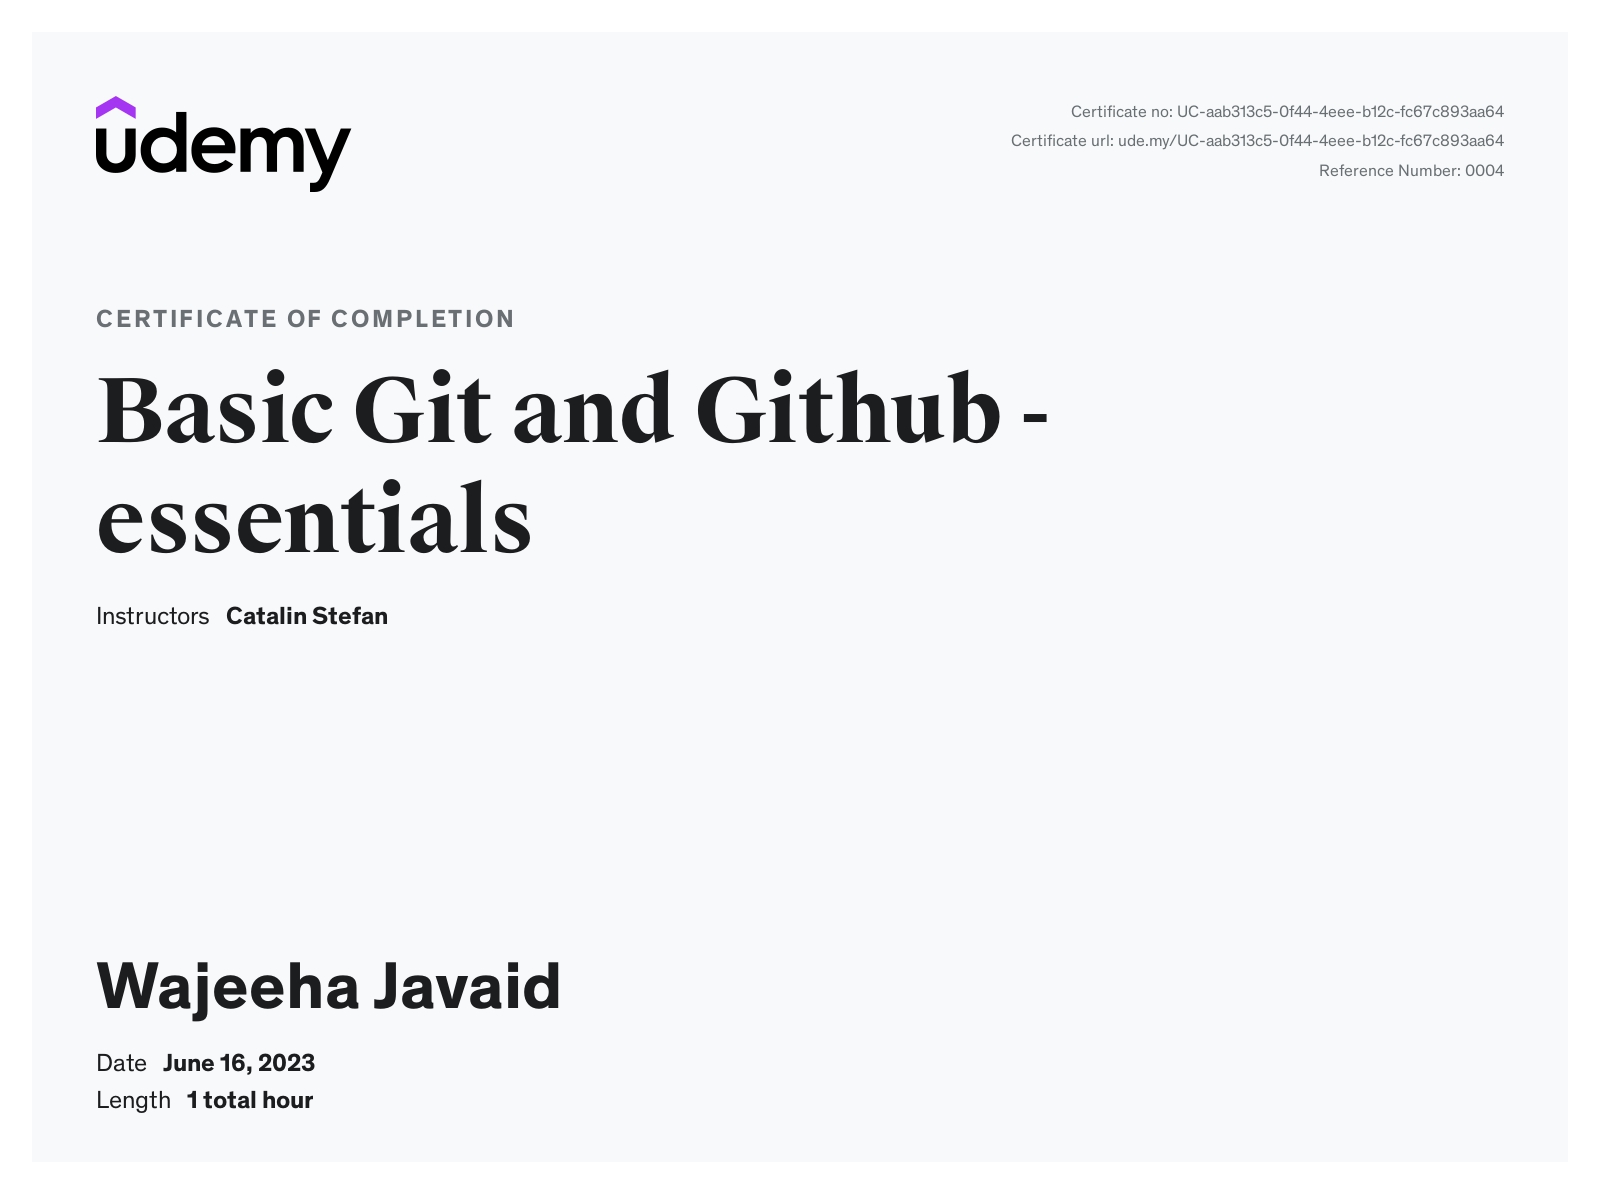 udemy
Certificate no: UC-aab313c5-0f44-4eee-b12c-fc67c893aa64
Certificate url: ude.my/UC-aab313c5-0f44-4eee-b12c-fc67c893aa64
Reference Number: 0004
CERTIFICATE OF COMPLETION
Basic Git and Github -
essentials
Instructors Catalin Stefan
Wajeeha Javaid
Date June 16, 2023
Length 1 total hour